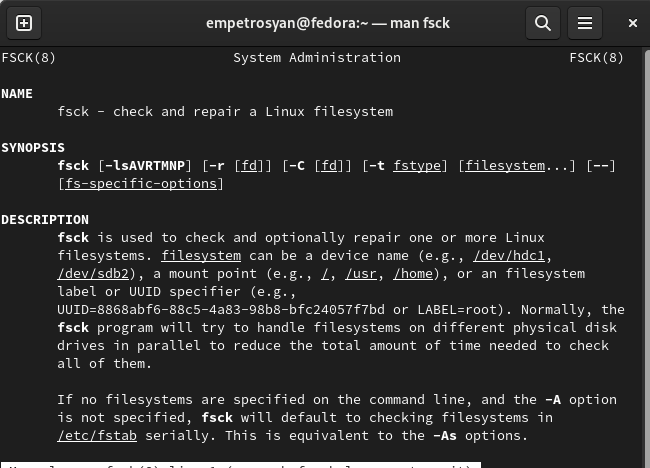 empetrosyan@fedora:~ — man fsck
FSCK(8) System Administration FSCK(8)
NAME
fsck - check and repair a Linux filesystem
SYNOPSIS
fsck [-lsAVRTMNP] [-r [fd]] [-C [fd]] [-t fstype] [filesystem...] [--]
[fs-specific-options]
DESCRIPTION
fsck is used to check and optionally repair one or more Linux
filesystems. filesystem can be a device name (e.g., /dev/hdc1,
/dev/sdb2), a mount point (e.g., /, /usr, /home), or an filesystem
label or UUID specifier (e.g.,
UUID=8868abf6-88c5-4a83-98b8-bfc24057f7bd or LABEL=root). Normally, the
fsck program will try to handle filesystems on different physical disk
drives in parallel to reduce the total amount of time needed to check
all of them.
If no filesystems are specified on the command line, and the -A option
is not specified, fsck will default to checking filesystems in
/etc/fstab serially. This is equivalent to the -As options.